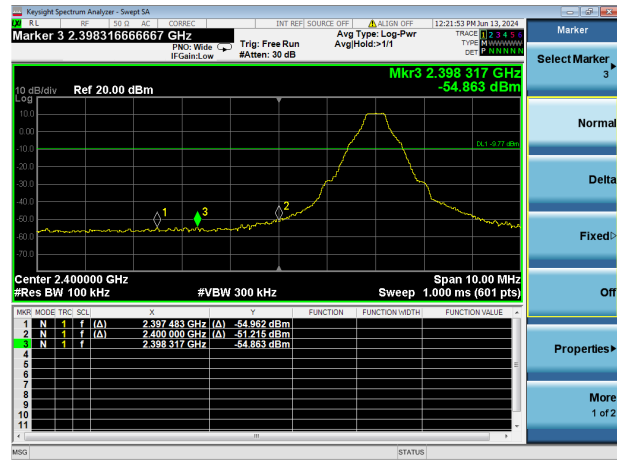 Keysight Spectrum Analyzer - Swept SA
LXI RL RF 50 Ω AC CORREC INT REF SOURCE OFF ALIGN OFF 12:21:53 PM Jun 13, 2024
Marker 3 2.398316666667 GHz
PNO: Wide
IFGain:Low
Trig: Free Run
#Atten: 30 dB
Avg Type: Log-Pwr
Avg|Hold:>1/1
TRACE 1 2 3 4 5 6
TYPE M WWWWW
DET P NNNNN
Mkr3 2.398 317 GHz
-54.863 dBm
10 dB/div Ref 20.00 dBm
Log
10.0
0.00
-10.0
DL1 -9.77 dBm
-20.0
-30.0
-40.0
-50.0
-60.0
-70.0
1
3
2
Center 2.400000 GHz Span 10.00 MHz
#Res BW 100 kHz #VBW 300 kHz Sweep 1.000 ms (601 pts)
MKR MODE TRC SCL X Y FUNCTION FUNCTION WIDTH FUNCTION VALUE
1 N 1 f (Δ) 2.397 483 GHz (Δ) -54.962 dBm
2 N 1 f (Δ) 2.400 000 GHz (Δ) -51.215 dBm
3 N 1 f 2.398 317 GHz -54.863 dBm
4
5
6
7
8
9
10
11
MSG STATUS
Marker
Select Marker
3
Normal
Delta
Fixed
Off
Properties
More
1 of 2